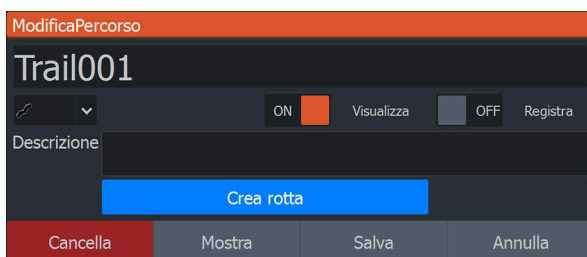 ModificaPercorso
Trail001
ON Visualizza OFF Registra
Descrizione
Crea rotta
Cancella Mostra Salva Annulla